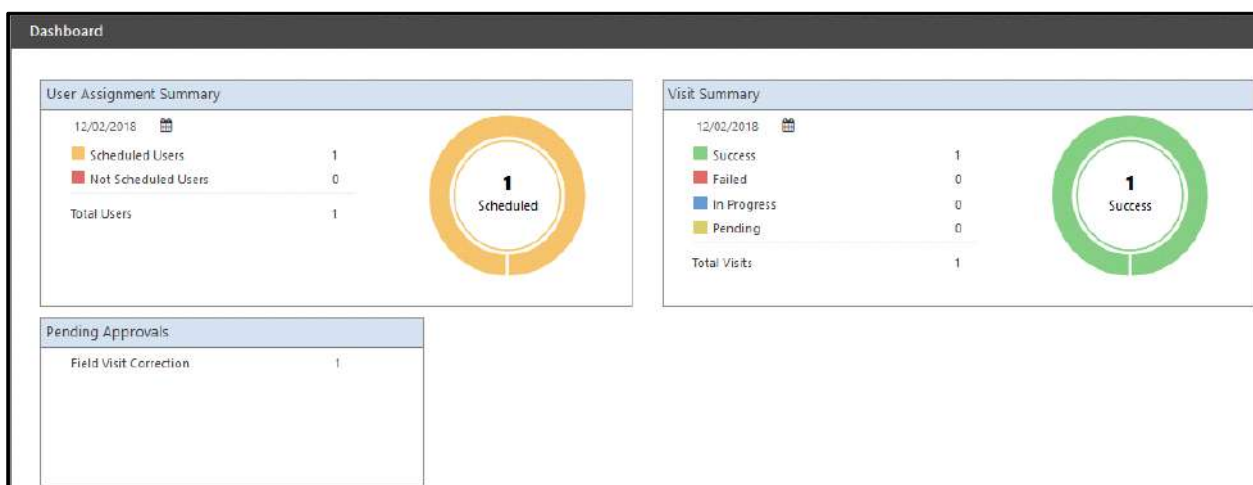 Dashboard
User Assignment Summary
12/02/2018
Scheduled Users 1
Not Scheduled Users 0
Total Users 1
1
Scheduled
Visit Summary
12/02/2018
Success 1
Failed 0
In Progress 0
Pending 0
Total Visits 1
1
Success
Pending Approvals
Field Visit Correction 1